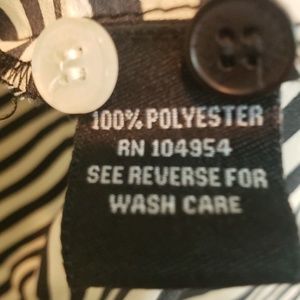 100% POLYESTER
RN 104954
SEE REVERSE FOR
WASH CARE